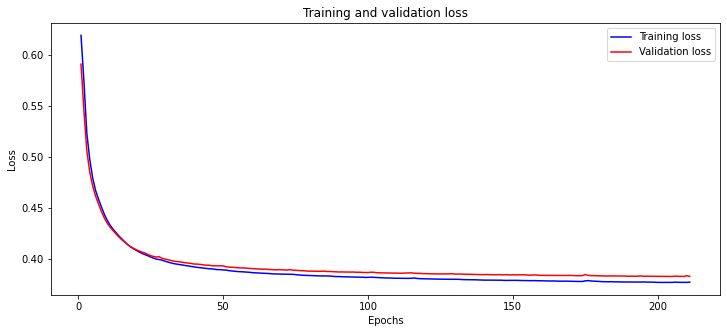 Training and validation loss
Training loss
Validation loss
Loss
0.60
0.55
0.50
0.45
0.40
0
50
100
150
200
Epochs